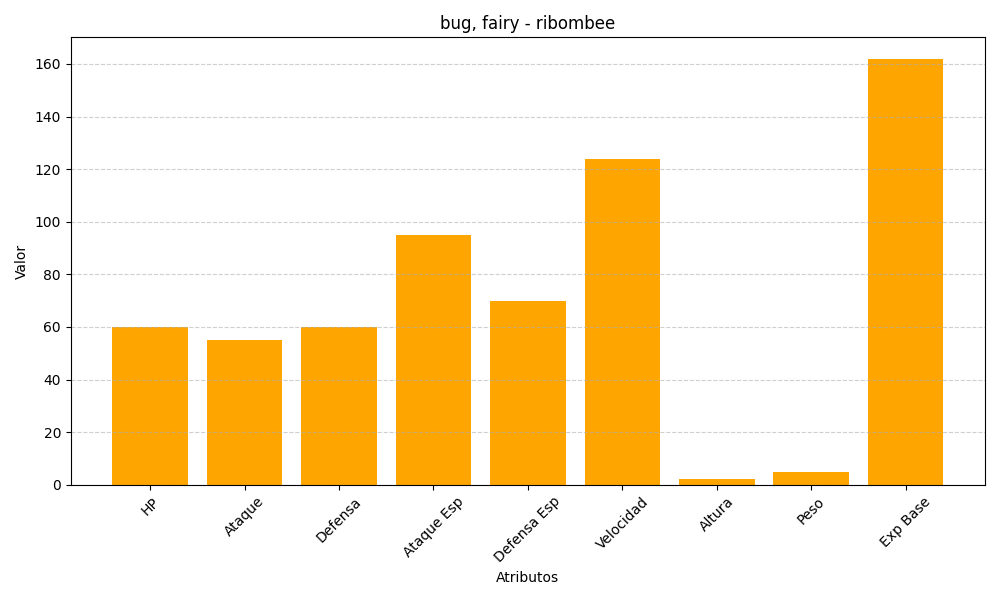 bug, fairy - ribombee
Valor
160
140
120
100
80
60
40
20
0
HP
Ataque
Defensa
Ataque Esp
Defensa Esp
Velocidad
Altura
Peso
Exp Base
Atributos